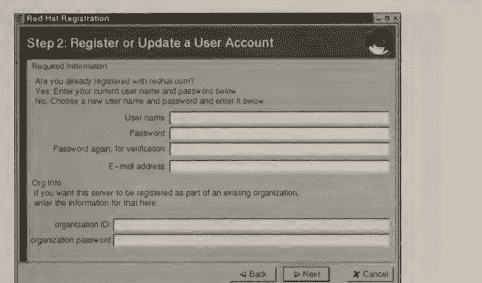 Red Hat Registration
Step 2: Register or Update a User Account
Required Information
Are you already registered with redhat.com?
Yes: Enter your current user name and password below
No: Choose a new user name and password and enter it below
User name:
Password:
Password again, for verification:
E-mail address:
Org Info
If you want this server to be registered as part of an existing organization,
enter the information for that here.
organization ID:
organization password:
Back Next Cancel